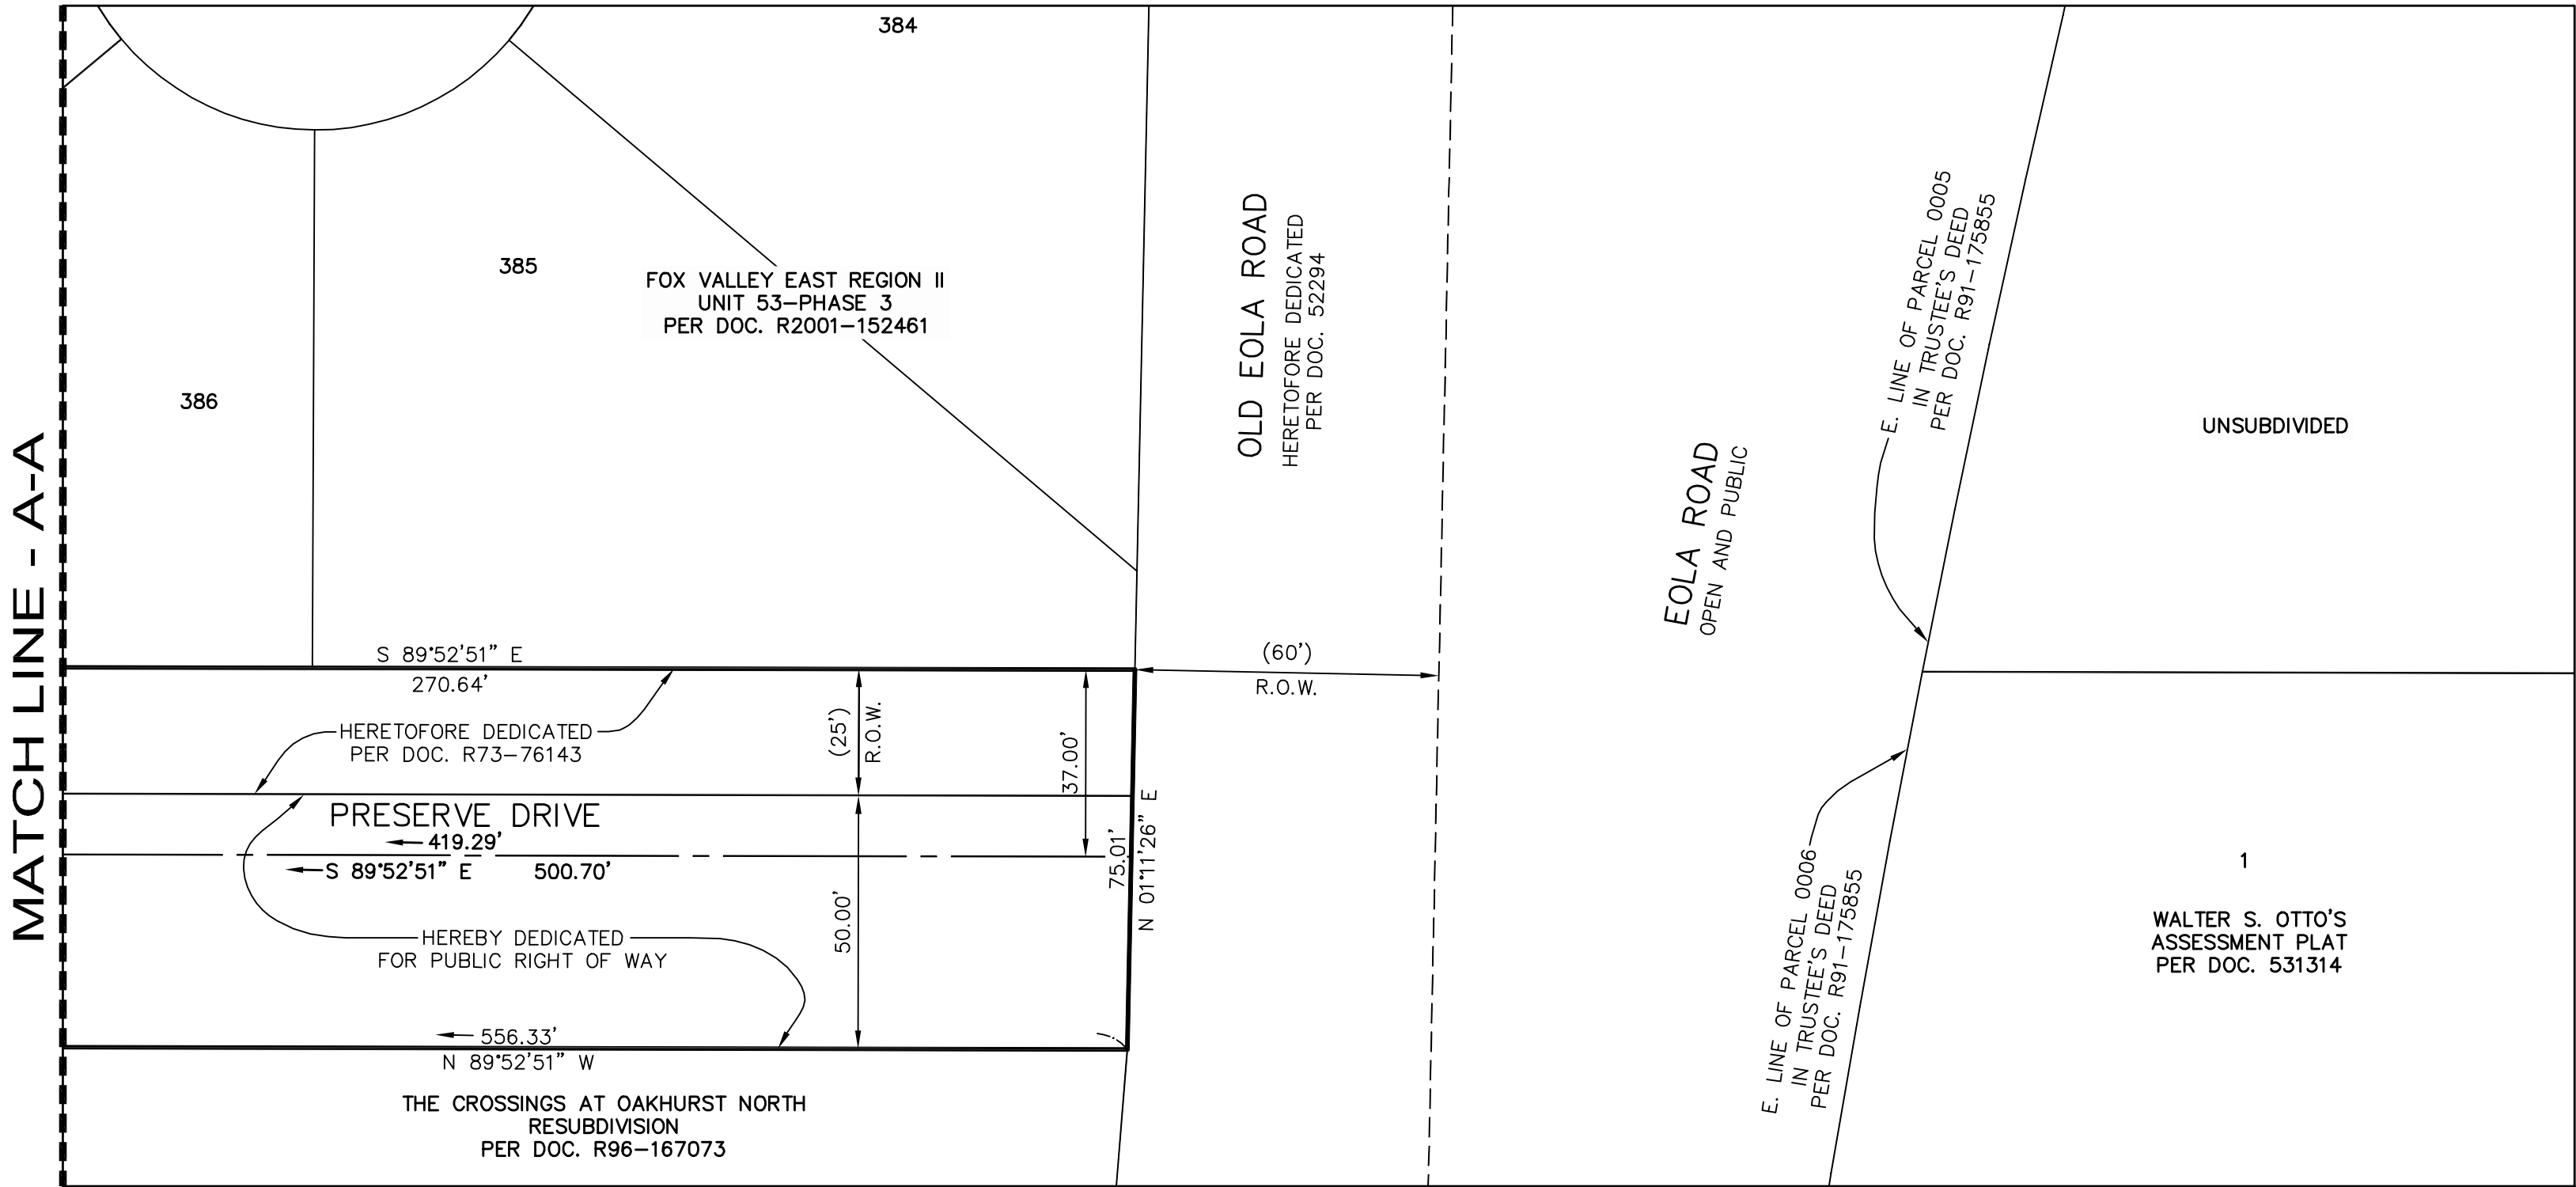 MATCH LINE - A-A
384
385
386
FOX VALLEY EAST REGION II
UNIT 53-PHASE 3
PER DOC. R2001-152461
OLD EOLA ROAD
HERETOFORE DEDICATED
PER DOC. 52294
EOLA ROAD
OPEN AND PUBLIC
E. LINE OF PARCEL 0005
IN TRUSTEE'S DEED
PER DOC. R91-175855
UNSUBDIVIDED
S 89°52'51" E
270.64'
(60')
R.O.W.
HERETOFORE DEDICATED
PER DOC. R73-76143
(25')
R.O.W.
37.00'
PRESERVE DRIVE
419.29'
S 89°52'51" E 500.70'
50.00'
75.01'
N 01°11'26" E
HEREBY DEDICATED
FOR PUBLIC RIGHT OF WAY
556.33'
N 89°52'51" W
THE CROSSINGS AT OAKHURST NORTH
RESUBDIVISION
PER DOC. R96-167073
E. LINE OF PARCEL 0006
IN TRUSTEE'S DEED
PER DOC. R91-175855
1
WALTER S. OTTO'S
ASSESSMENT PLAT
PER DOC. 531314